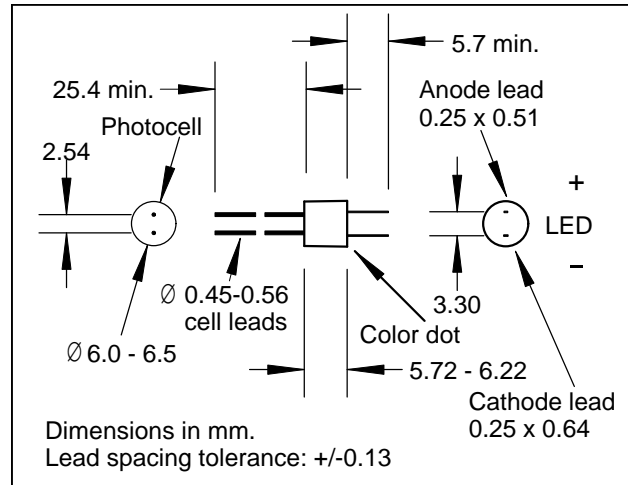 5.7 min.
25.4 min.
Anode lead
0.25 x 0.51
Photocell
2.54
+
LED
−
Ø 0.45-0.56
cell leads
3.30
Color dot
Ø 6.0 - 6.5
5.72 - 6.22
Cathode lead
0.25 x 0.64
Dimensions in mm.
Lead spacing tolerance: +/-0.13